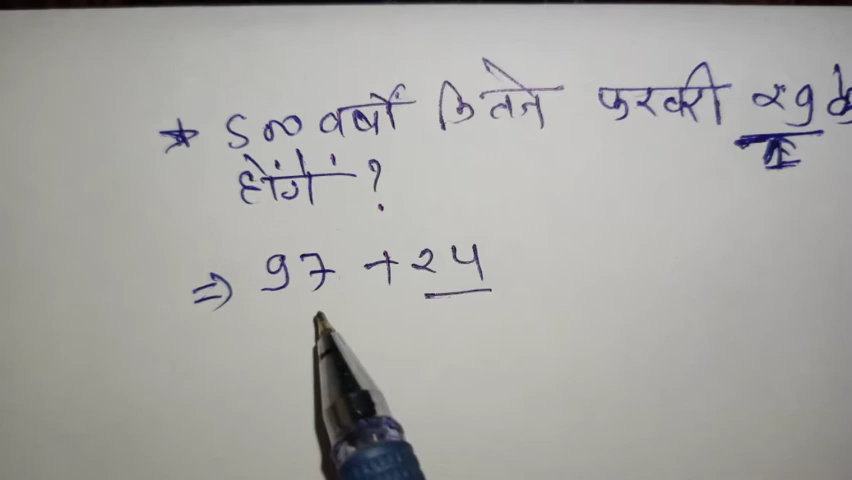 * 500 वर्षों कितने फरवरी 29 के
होंगें ?
⇒ 97 + 24